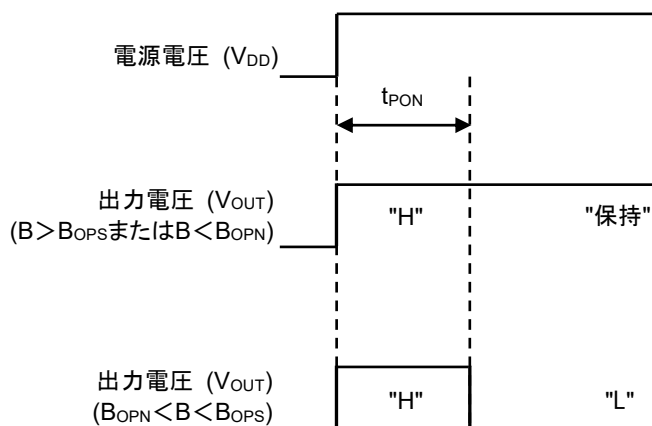 電源電圧 (VDD)
tPON
出力電圧 (VOUT)
(B＞BOPSまたはB＜BOPN)
"H"
"保持"
出力電圧 (VOUT)
(BOPN＜B＜BOPS)
"H"
"L"